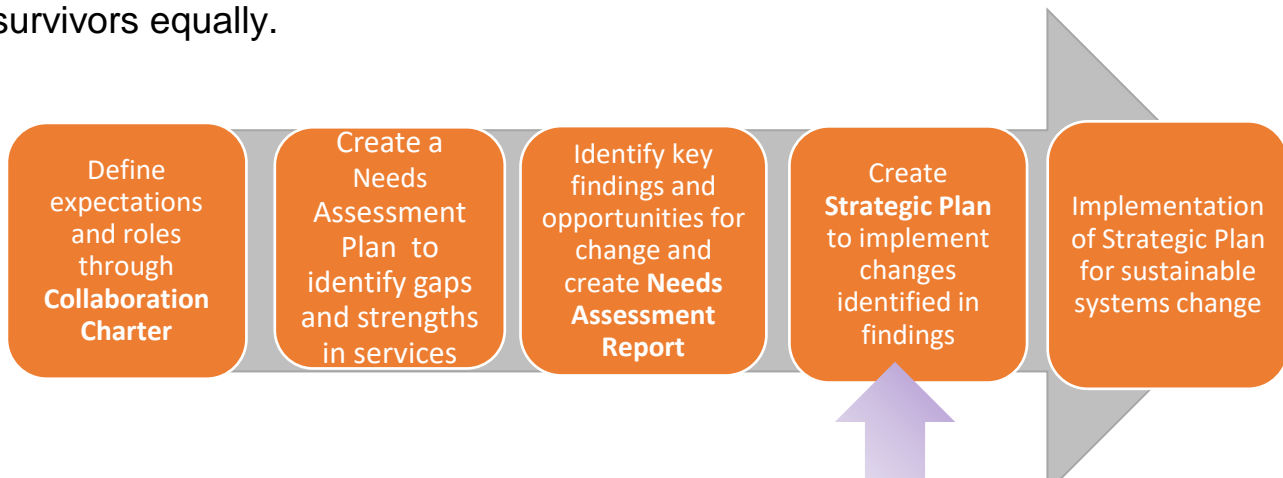 survivors equally.
Define
expectations
and roles
through
Collaboration
Charter
Create a
Needs
Assessment
Plan to
identify gaps
and strengths
in services
Identify key
findings and
opportunities for
change and
create Needs
Assessment
Report
Create
Strategic Plan
to implement
changes
identified in
findings
Implementation
of Strategic Plan
for sustainable
systems change